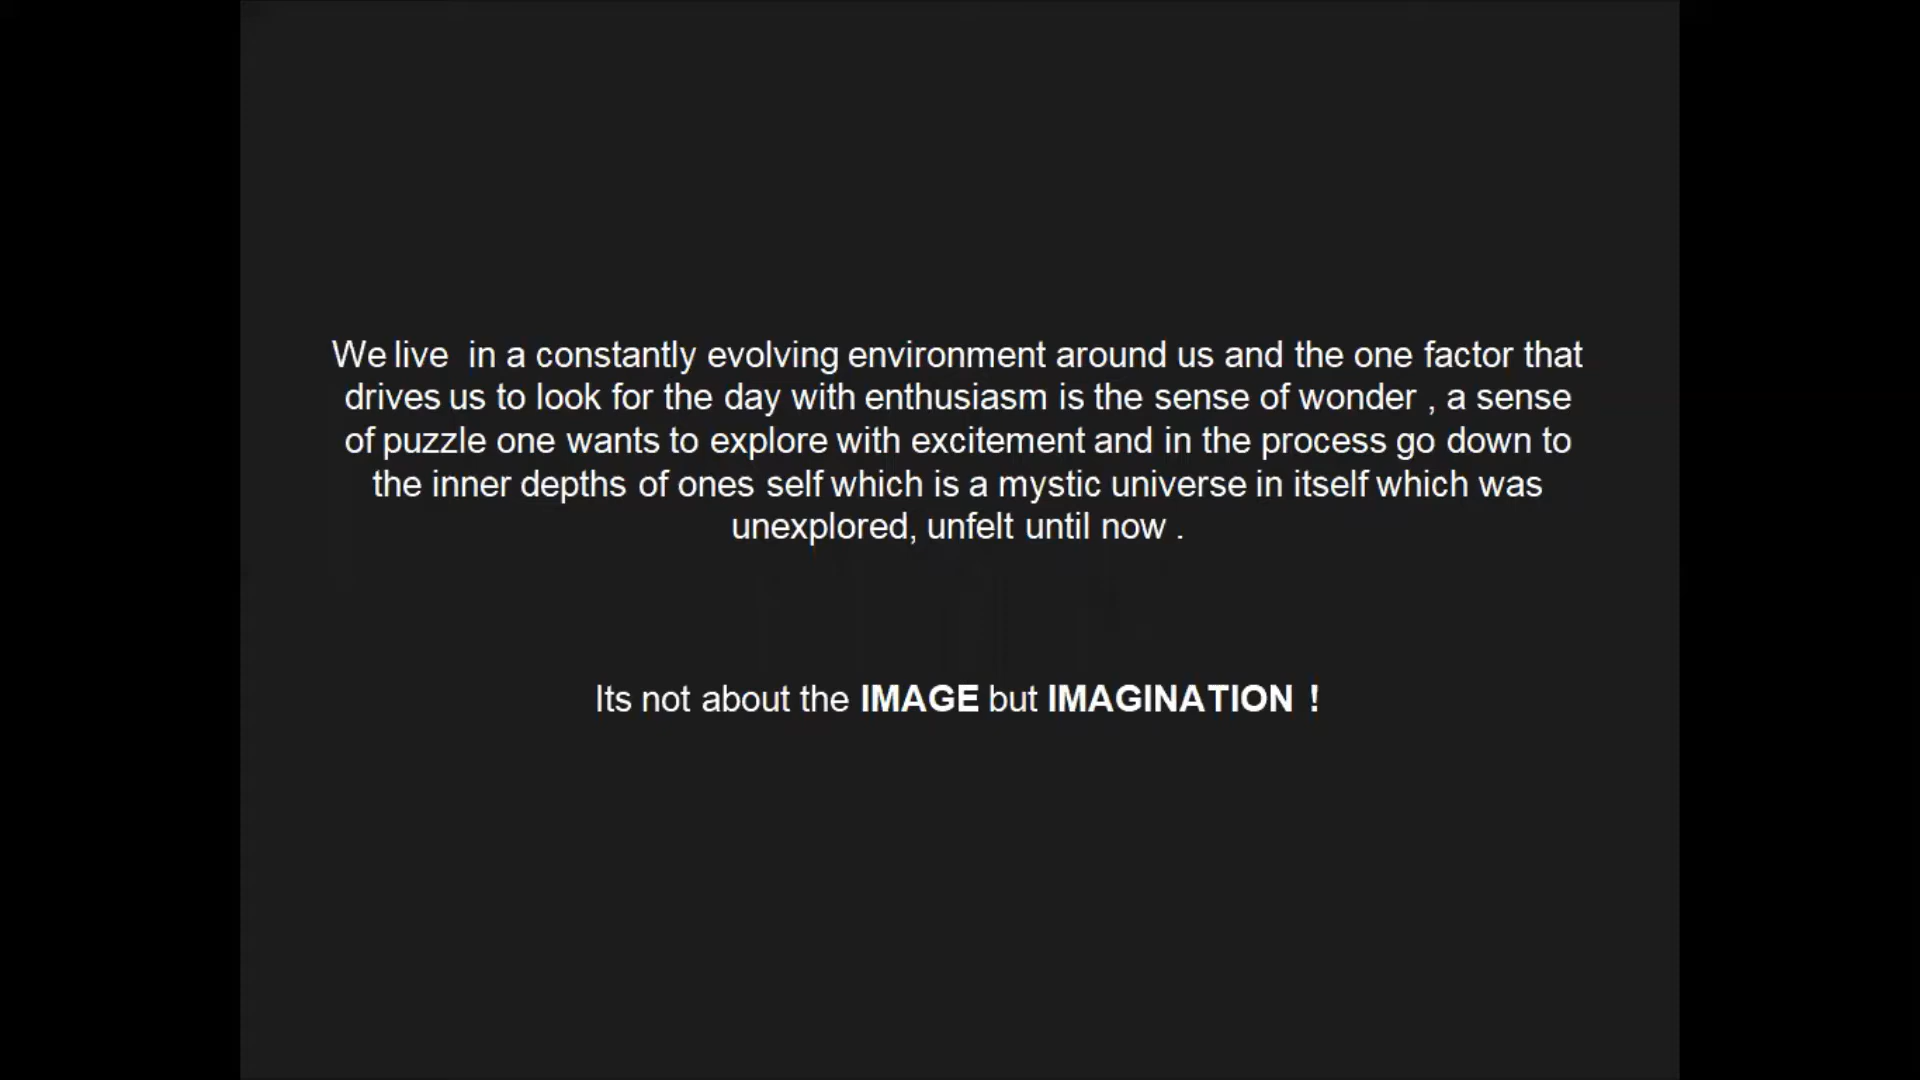 We live  in a constantly evolving environment around us and the one factor that
drives us to look for the day with enthusiasm is the sense of wonder , a sense
of puzzle one wants to explore with excitement and in the process go down to
the inner depths of ones self which is a mystic universe in itself which was
unexplored, unfelt until now .
Its not about the IMAGE but IMAGINATION !